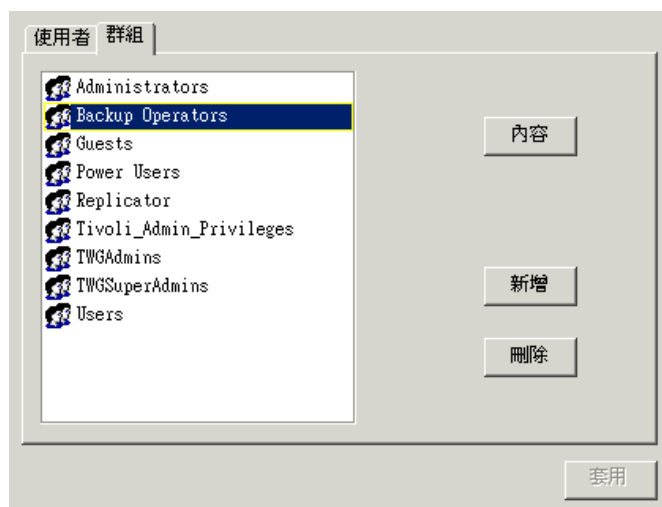 使用者 群組
Administrators
Backup Operators
Guests
Power Users
Replicator
Tivoli_Admin_Privileges
TWGAdmins
TWGSuperAdmins
Users
內容
新增
刪除
套用